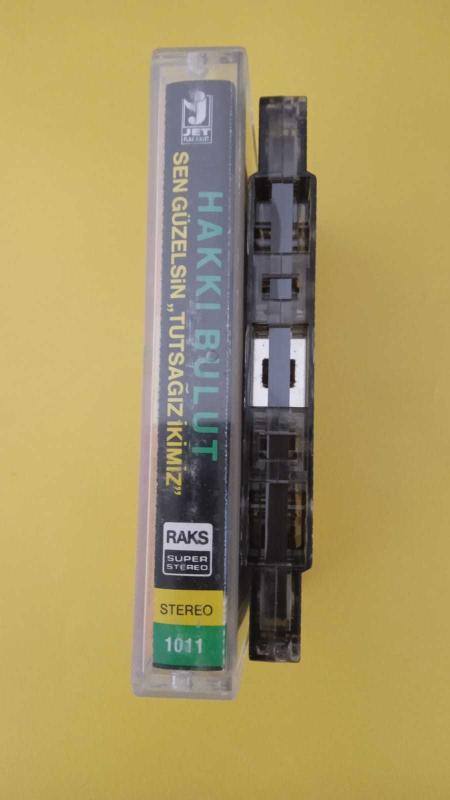 JET
PLAK KASET
HAKKI BULUT
SEN GÜZELSİN „TUTSAĞIZ İKİMİZ”
RAKS
SUPER
STEREO
STEREO
1011